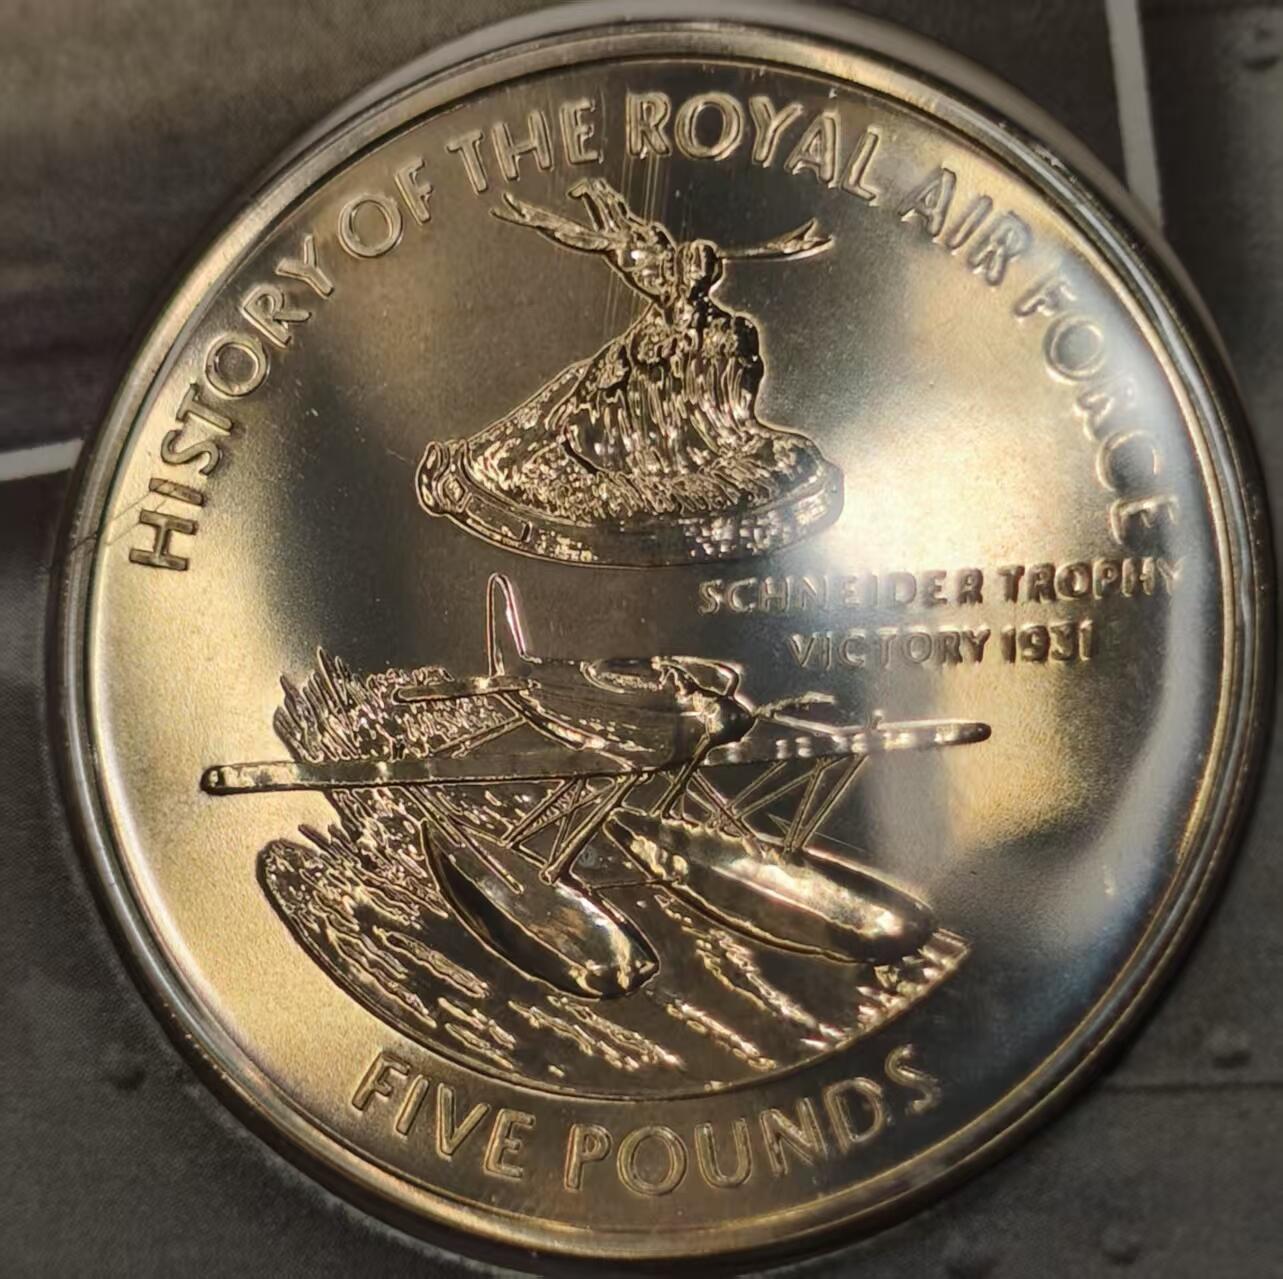 HISTORY OF THE ROYAL AIR FORCE
SCHNEIDER TROPHY
VICTORY 1931
FIVE POUNDS